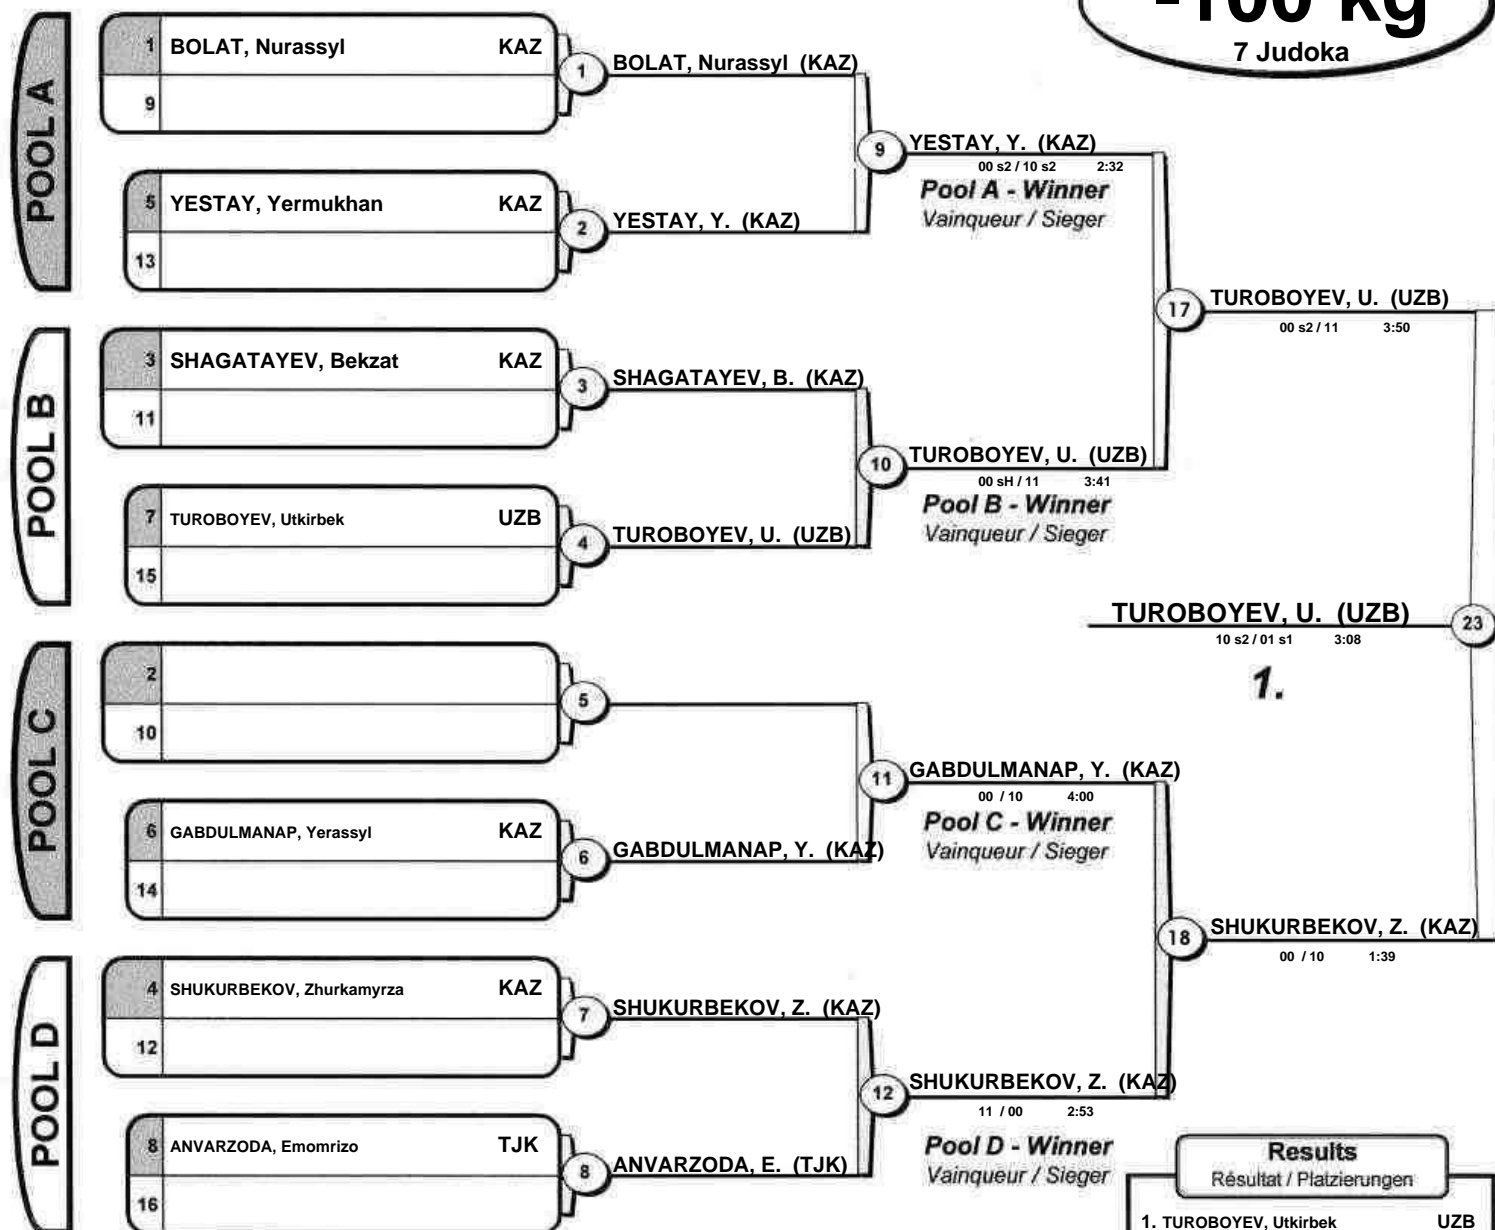 -100 kg
7 Judoka
POOL A
1 BOLAT, Nurassyl KAZ
9
1 BOLAT, Nurassyl (KAZ)
5 YESTAY, Yermukhan KAZ
13
2 YESTAY, Y. (KAZ)
9 YESTAY, Y. (KAZ)
00 s2 / 10 s2 2:32
Pool A - Winner
Vainqueur / Sieger
POOL B
3 SHAGATAYEV, Bekzat KAZ
11
3 SHAGATAYEV, B. (KAZ)
7 TUROBOYEV, Utkirbek UZB
15
4 TUROBOYEV, U. (UZB)
10 TUROBOYEV, U. (UZB)
00 sH / 11 3:41
Pool B - Winner
Vainqueur / Sieger
17 TUROBOYEV, U. (UZB)
00 s2 / 11 3:50
TUROBOYEV, U. (UZB) 23
10 s2 / 01 s1 3:08
1.
POOL C
2
10
5
6 GABDULMANAP, Yerassyl KAZ
14
6 GABDULMANAP, Y. (KAZ)
11 GABDULMANAP, Y. (KAZ)
00 / 10 4:00
Pool C - Winner
Vainqueur / Sieger
18 SHUKURBEKOV, Z. (KAZ)
00 / 10 1:39
POOL D
4 SHUKURBEKOV, Zhurkamyrza KAZ
12
7 SHUKURBEKOV, Z. (KAZ)
8 ANVARZODA, Emomrizo TJK
16
8 ANVARZODA, E. (TJK)
12 SHUKURBEKOV, Z. (KAZ)
11 / 00 2:53
Pool D - Winner
Vainqueur / Sieger
Results
Résultat / Platzierungen
1. TUROBOYEV, Utkirbek UZB